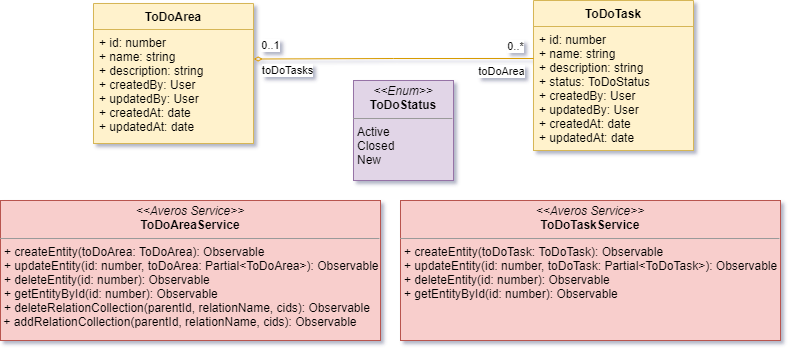 ToDoArea
+ id: number
+ name: string
+ description: string
+ createdBy: User
+ updatedBy: User
+ createdAt: date
+ updatedAt: date
0..1
toDoTasks
0..*
toDoArea
ToDoTask
+ id: number
+ name: string
+ description: string
+ status: ToDoStatus
+ createdBy: User
+ updatedBy: User
+ createdAt: date
+ updatedAt: date
<<Enum>>
ToDoStatus
Active
Closed
New
<<Averos Service>>
ToDoAreaService
+ createEntity(toDoArea: ToDoArea): Observable
+ updateEntity(id: number, toDoArea: Partial<ToDoArea>): Observable
+ deleteEntity(id: number): Observable
+ getEntityById(id: number): Observable
+ deleteRelationCollection(parentId, relationName, cids): Observable
+ addRelationCollection(parentId, relationName, cids): Observable
<<Averos Service>>
ToDoTaskService
+ createEntity(toDoTask: ToDoTask): Observable
+ updateEntity(id: number, toDoTask: Partial<ToDoTask>): Observable
+ deleteEntity(id: number): Observable
+ getEntityById(id: number): Observable